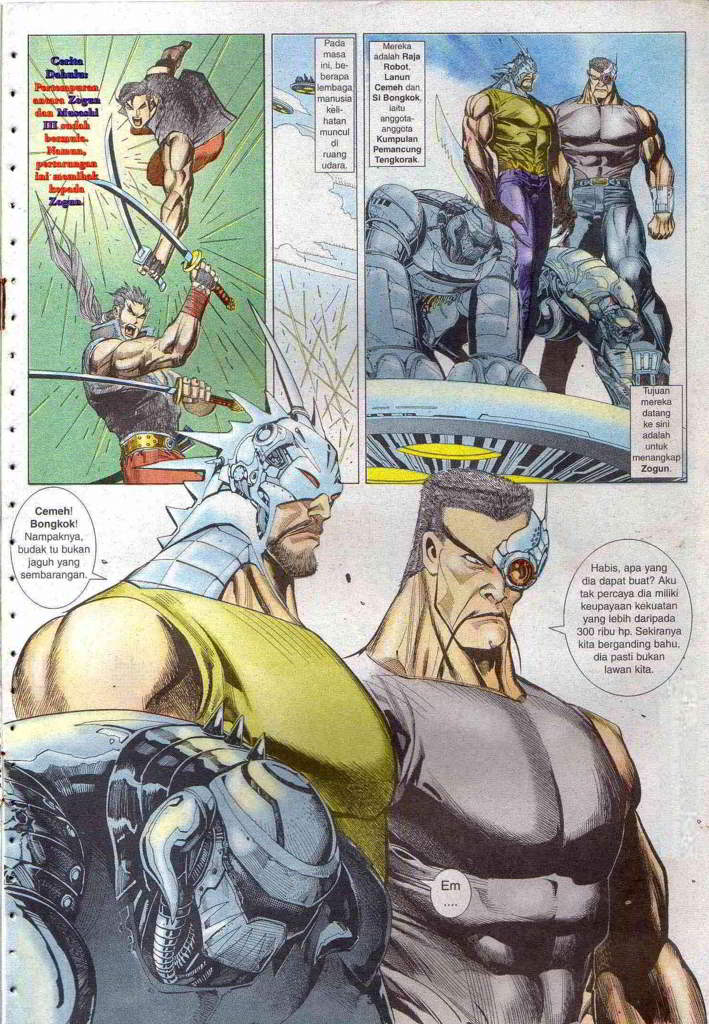 Cerita
Dahulu:
Pertempuran
antara Zogun
dan Musashi
III sudah
bermula.
Namun,
pertarungan
ini memihak
kepada
Zogun.
Pada
masa
ini, be-
berapa
lembaga
manusia
keli-
hatan
muncul
di
ruang
udara.
Mereka
adalah Raja
Robot,
Lanun
Cemeh dan
Si Bongkok,
iaitu
anggota-
anggota
Kumpulan
Pemancung
Tengkorak.
Tujuan
mereka
datang
ke sini
adalah
untuk
menangkap
Zogun.
Cemeh!
Bongkok!
Nampaknya,
budak tu bukan
jaguh yang
sembarangan.
Habis, apa yang
dia dapat buat? Aku
tak percaya dia miliki
keupayaan kekuatan
yang lebih daripada
300 ribu hp. Sekiranya
kita berganding bahu,
dia pasti bukan
lawan kita.
Em
....